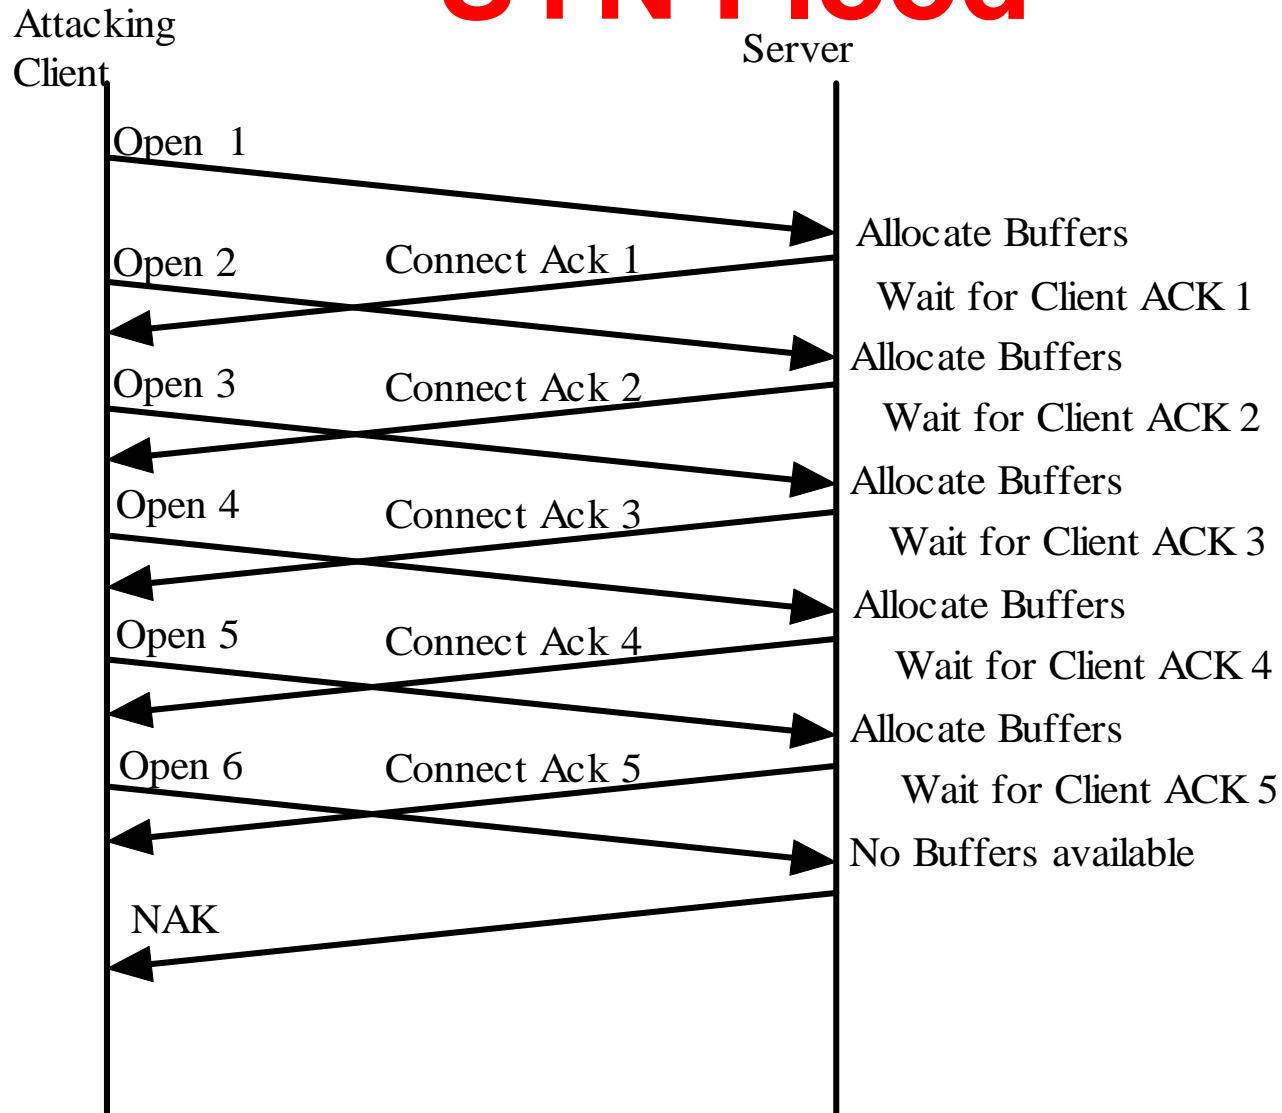 SYN Flood
Attacking
Client
Server
Open 1
Allocate Buffers
Open 2
Connect Ack 1
Wait for Client ACK 1
Allocate Buffers
Open 3
Connect Ack 2
Wait for Client ACK 2
Allocate Buffers
Open 4
Connect Ack 3
Wait for Client ACK 3
Allocate Buffers
Open 5
Connect Ack 4
Wait for Client ACK 4
Allocate Buffers
Open 6
Connect Ack 5
Wait for Client ACK 5
No Buffers available
NAK